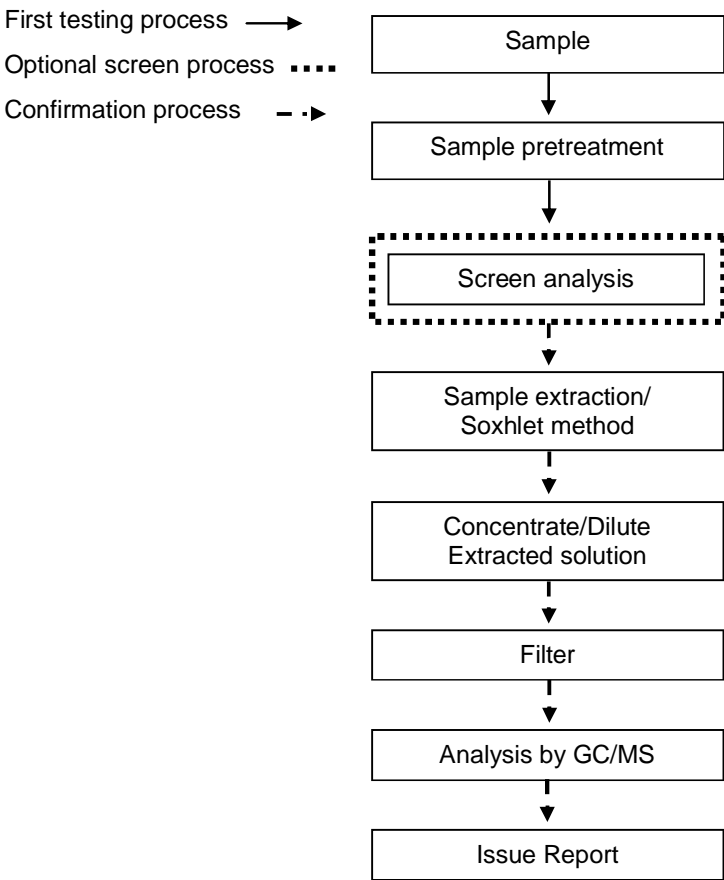 First testing process
Optional screen process
Confirmation process
Sample
Sample pretreatment
Screen analysis
Sample extraction/
Soxhlet method
Concentrate/Dilute
Extracted solution
Filter
Analysis by GC/MS
Issue Report